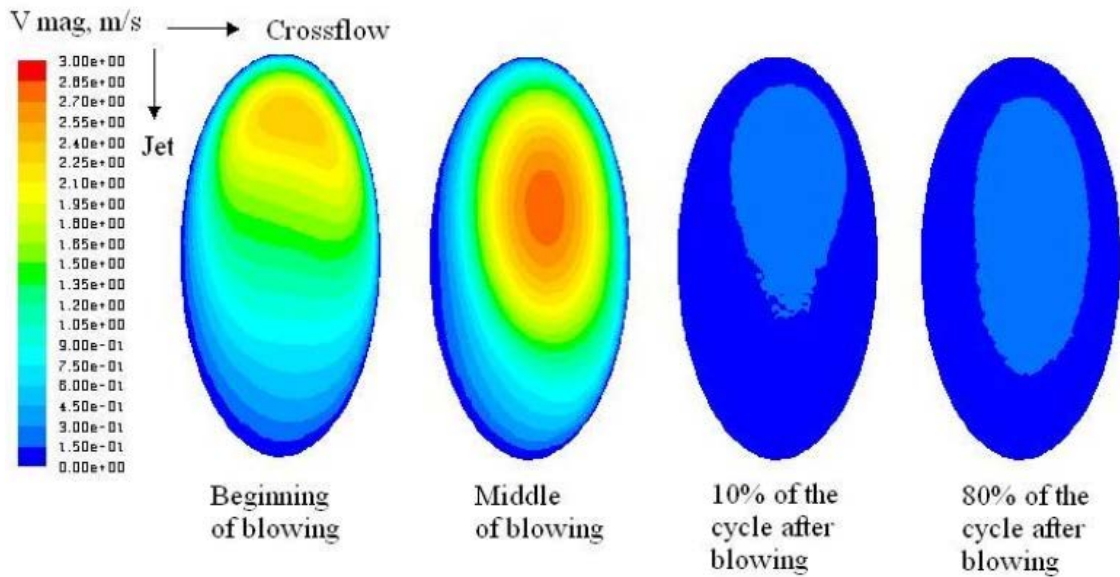 V mag, m/s
Crossflow
Jet
3.00e+00
2.85e+00
2.70e+00
2.55e+00
2.40e+00
2.25e+00
2.10e+00
1.95e+00
1.80e+00
1.65e+00
1.50e+00
1.35e+00
1.20e+00
1.05e+00
9.00e-01
7.50e-01
6.00e-01
4.50e-01
3.00e-01
1.50e-01
0.00e+00
Beginning
of blowing
Middle
of blowing
10% of the
cycle after
blowing
80% of the
cycle after
blowing